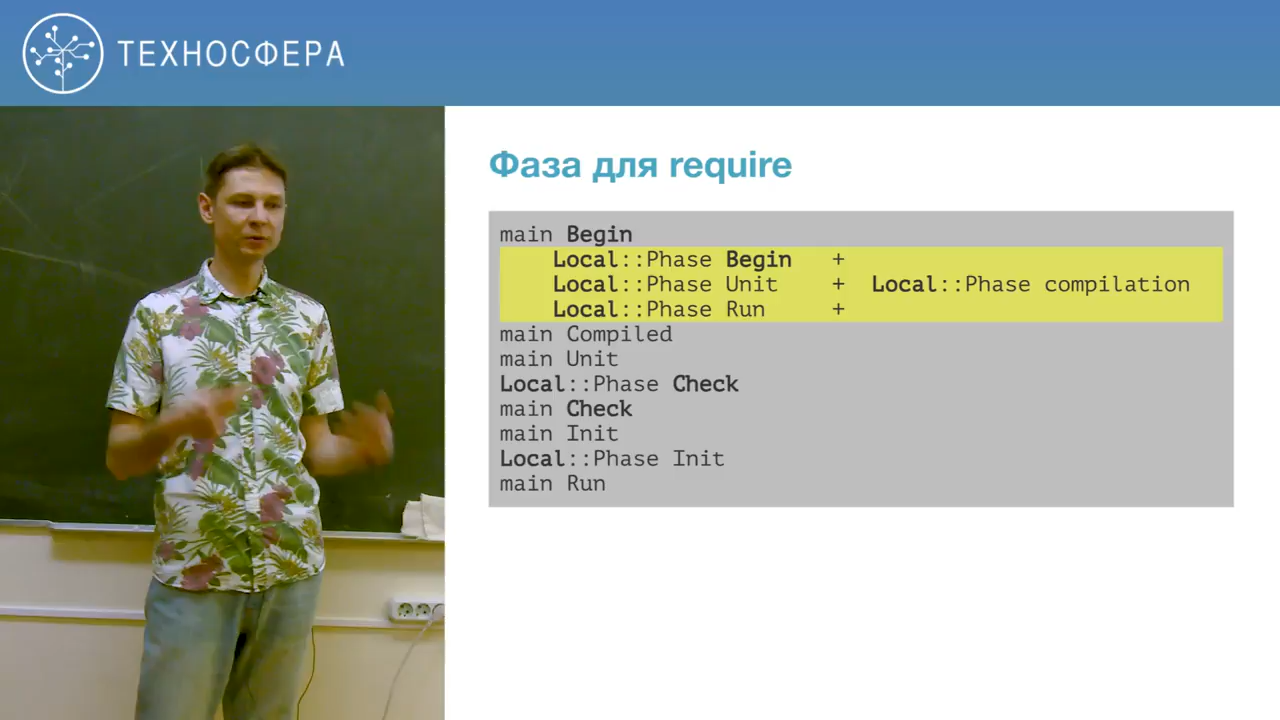 ТЕХНОСФЕРА
Фаза для require
main Begin
    Local::Phase Begin   +
    Local::Phase Unit    +  Local::Phase compilation
    Local::Phase Run     +
main Compiled
main Unit
Local::Phase Check
main Check
main Init
Local::Phase Init
main Run